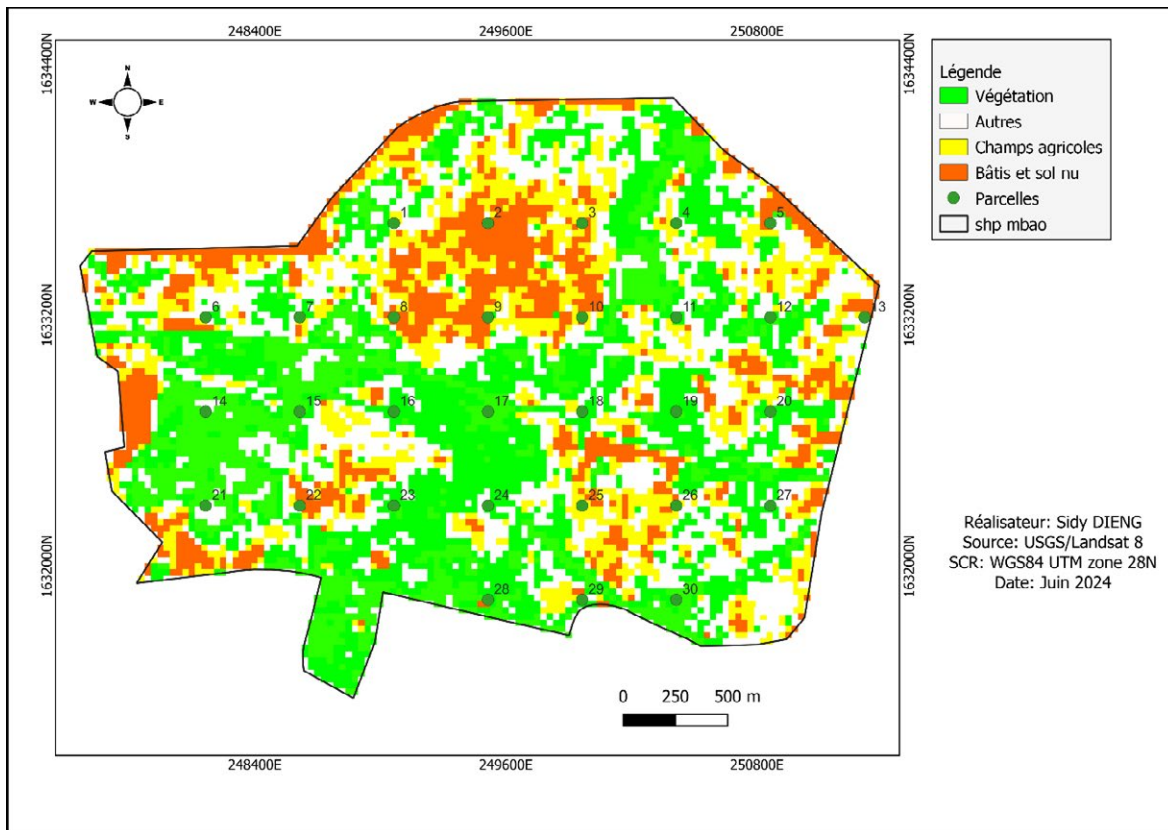 248400E 249600E 250800E
1634400N 1634400N
N
W E
S
Légende
Végétation
Autres
Champs agricoles
Bâtis et sol nu
Parcelles
shp mbao
1 2 3 4 5
1633200N 1633200N
6 7 8 9 10 11 12 13
14 15 16 17 18 19 20
21 22 23 24 25 26 27
Réalisateur: Sidy DIENG
Source: USGS/Landsat 8
SCR: WGS84 UTM zone 28N
Date: Juin 2024
1632000N 1632000N
28 29 30
0 250 500 m
248400E 249600E 250800E